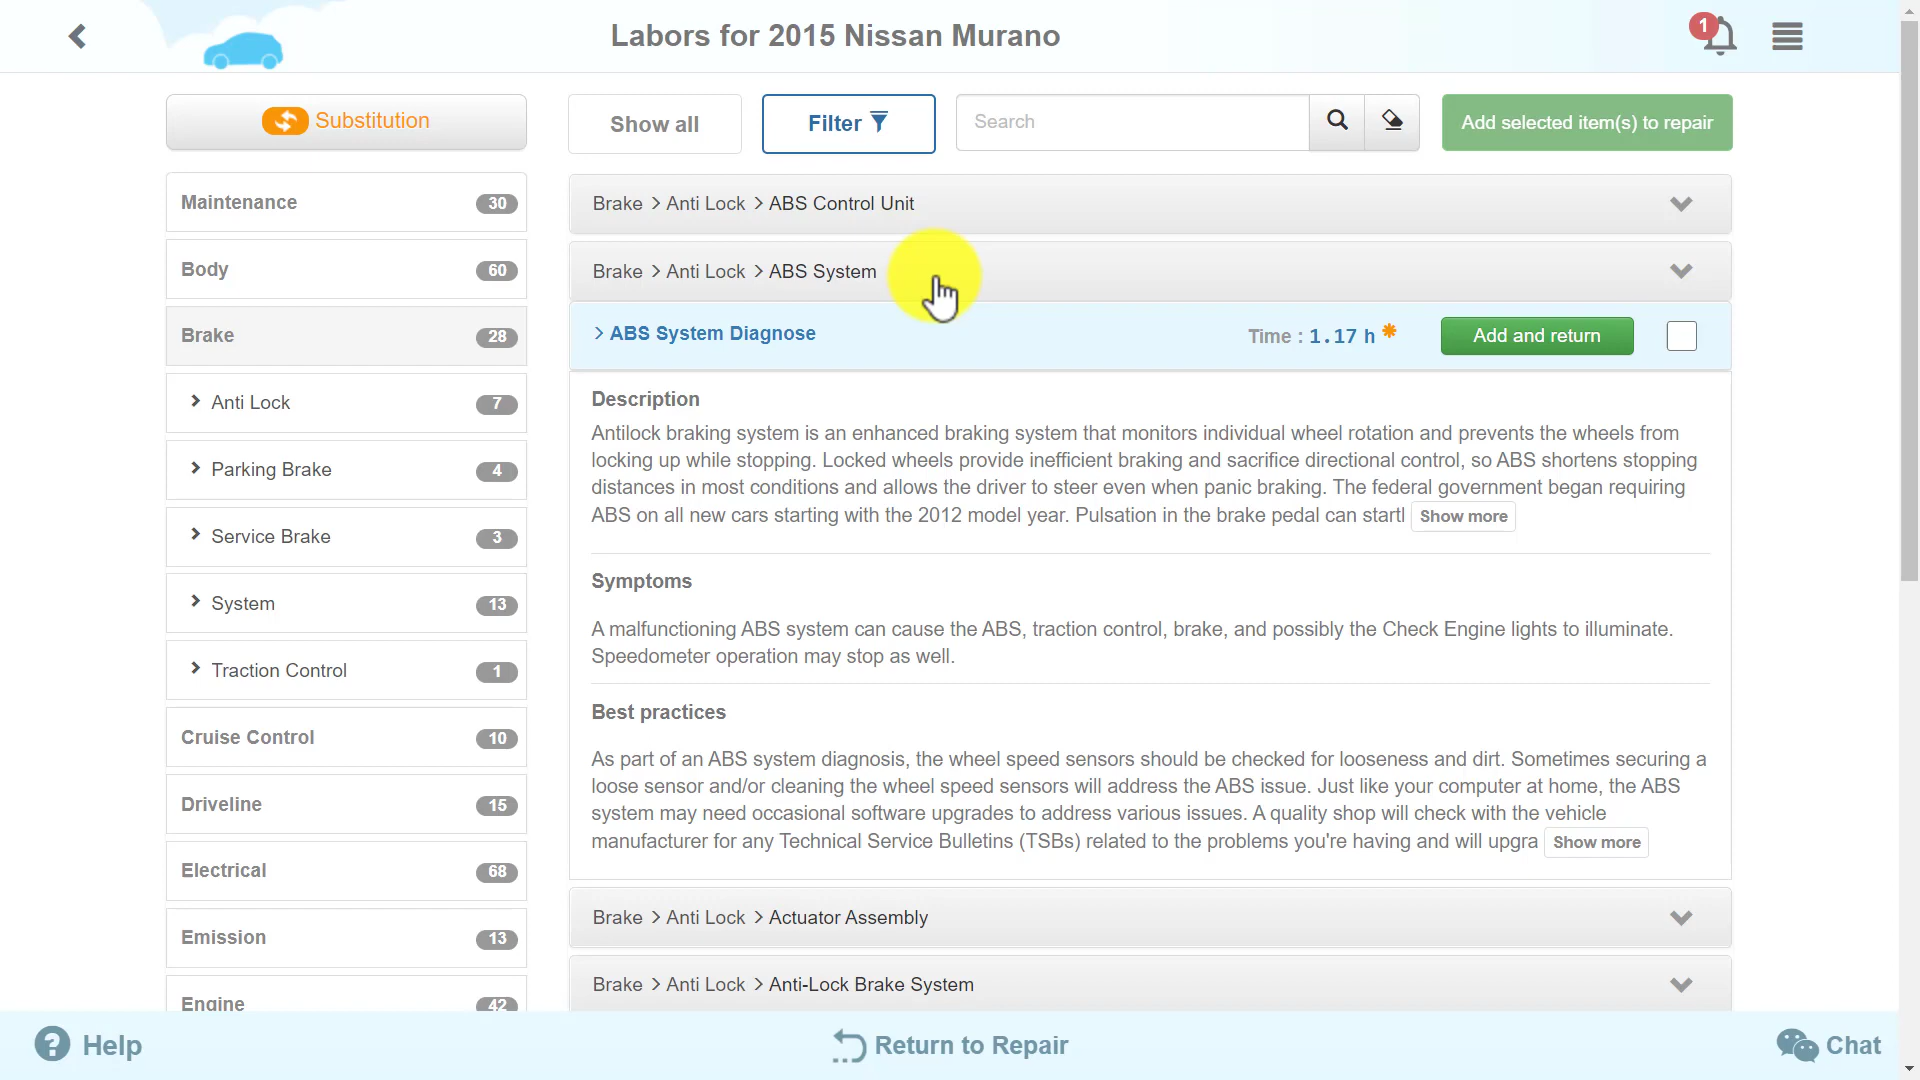 Labors for 2015 Nissan Murano
1
Substitution
Show all
Filter
Search
Add selected item(s) to repair
Maintenance 30
Body 60
Brake 28
Anti Lock 7
Parking Brake 4
Service Brake 3
System 13
Traction Control 1
Cruise Control 10
Driveline 15
Electrical 68
Emission 13
Engine 42
Brake > Anti Lock > ABS Control Unit
Brake > Anti Lock > ABS System
> ABS System Diagnose
Time : 1.17 h *
Add and return
Description
Antilock braking system is an enhanced braking system that monitors individual wheel rotation and prevents the wheels from
locking up while stopping. Locked wheels provide inefficient braking and sacrifice directional control, so ABS shortens stopping
distances in most conditions and allows the driver to steer even when panic braking. The federal government began requiring
ABS on all new cars starting with the 2012 model year. Pulsation in the brake pedal can startl Show more
Symptoms
A malfunctioning ABS system can cause the ABS, traction control, brake, and possibly the Check Engine lights to illuminate.
Speedometer operation may stop as well.
Best practices
As part of an ABS system diagnosis, the wheel speed sensors should be checked for looseness and dirt. Sometimes securing a
loose sensor and/or cleaning the wheel speed sensors will address the ABS issue. Just like your computer at home, the ABS
system may need occasional software upgrades to address various issues. A quality shop will check with the vehicle
manufacturer for any Technical Service Bulletins (TSBs) related to the problems you're having and will upgra Show more
Brake > Anti Lock > Actuator Assembly
Brake > Anti Lock > Anti-Lock Brake System
? Help
Return to Repair
Chat